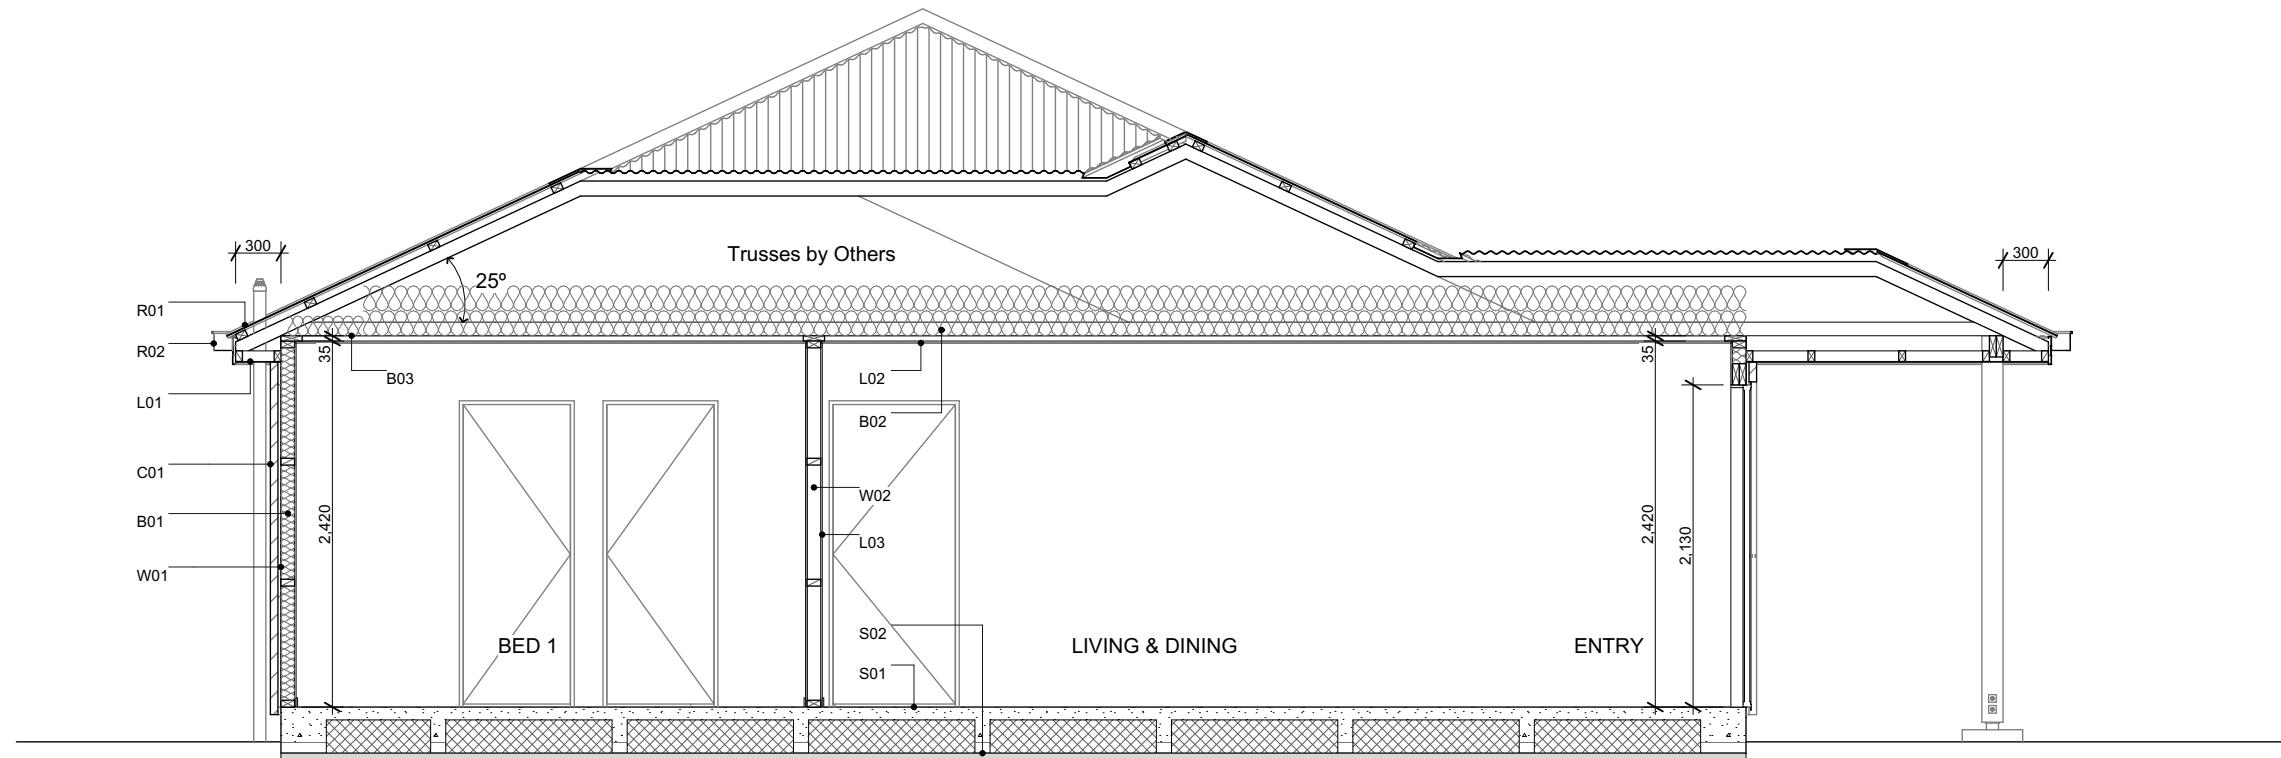 300
300
Trusses by Others
25º
R01
R02
35
35
B03
L02
L01
B02
C01
W02
B01
2,420
2,420
2,130
L03
W01
S02
BED 1
LIVING & DINING
ENTRY
S01